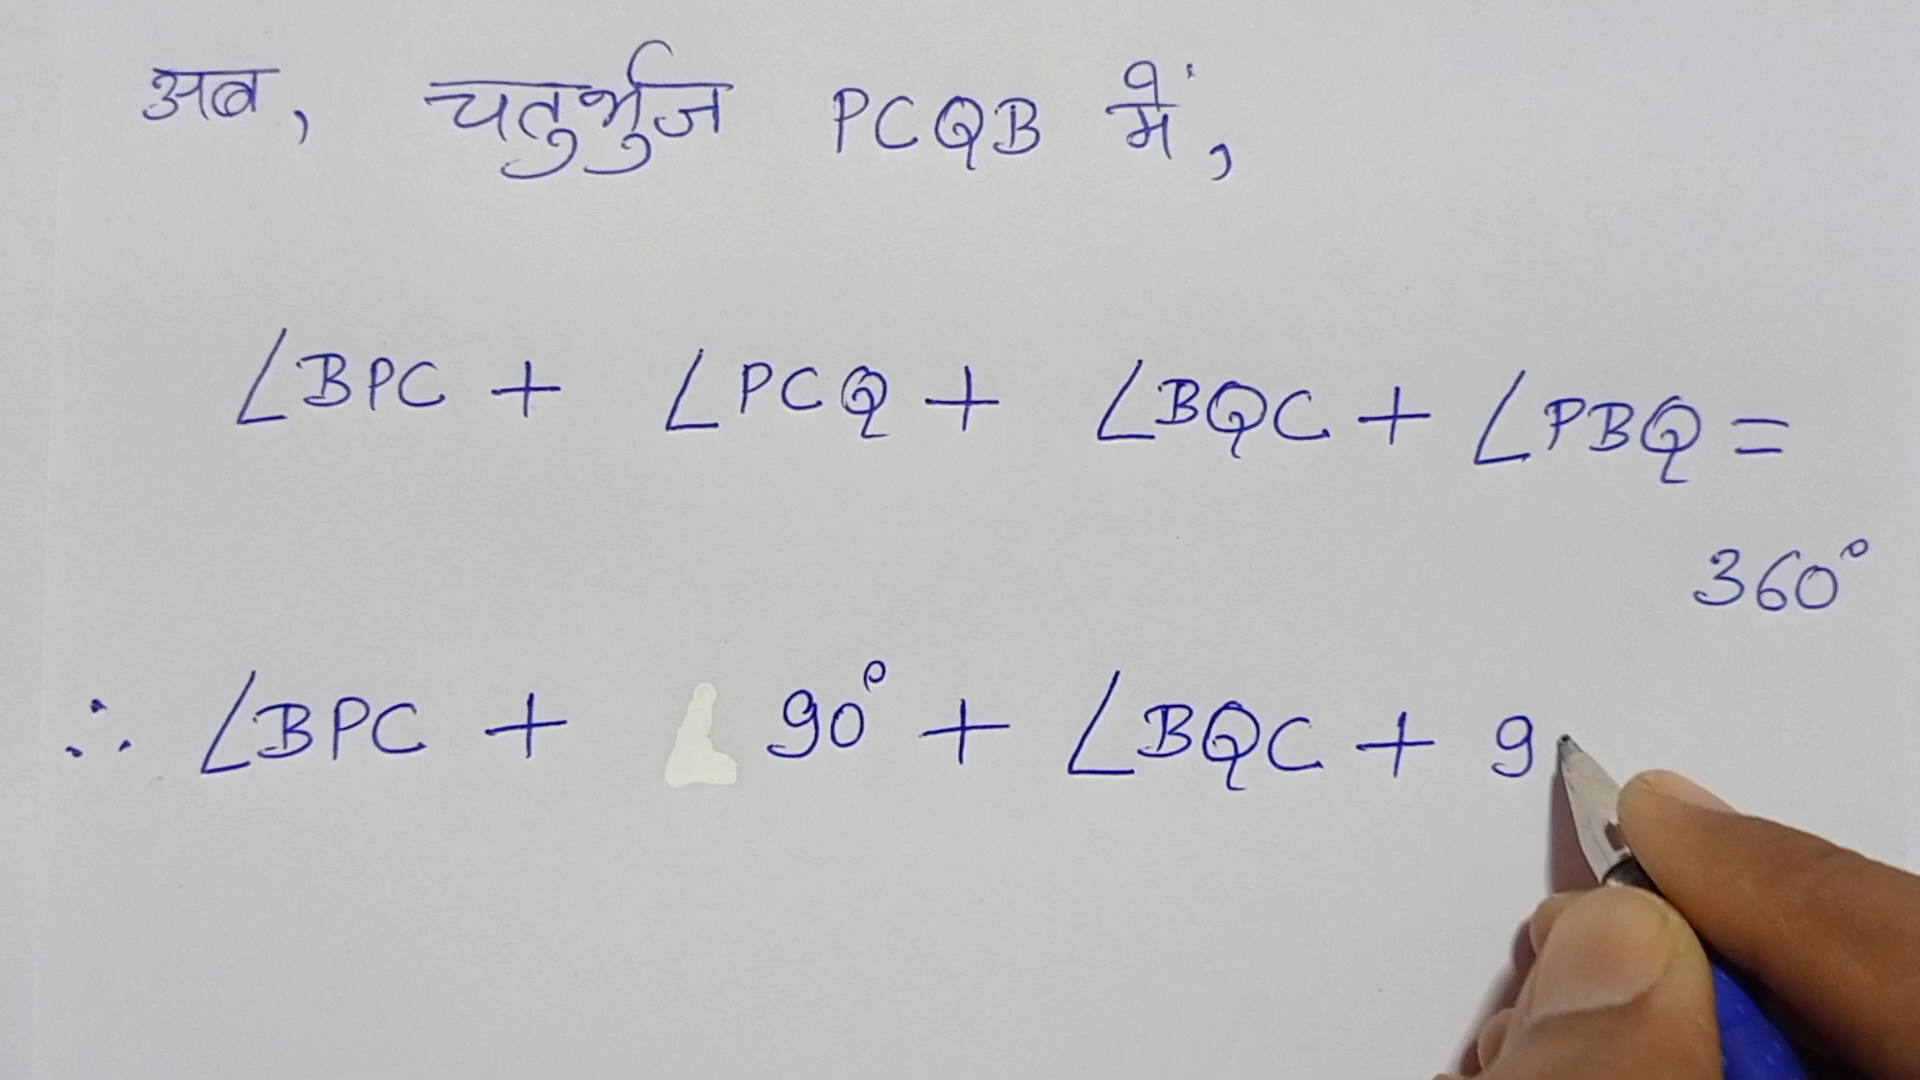 अब, चतुर्भुज PCQB में,
∠BPC + ∠PCQ + ∠BQC + ∠PBQ =
360°
∴ ∠BPC + 90° + ∠BQC + 9